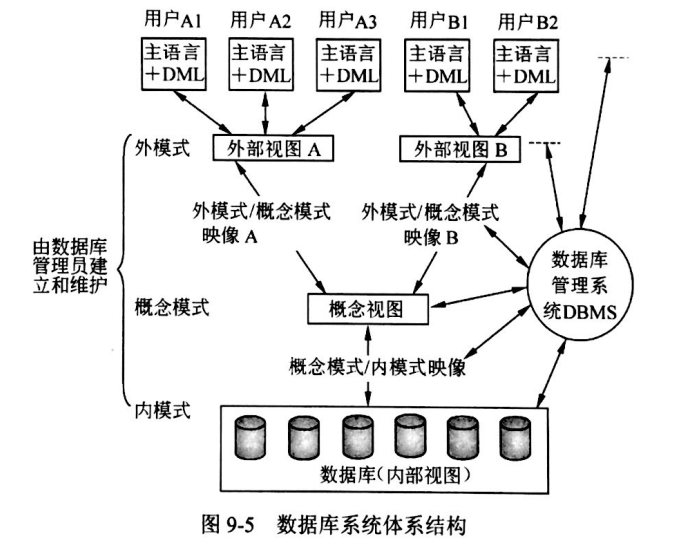 用户A1 用户A2 用户A3 用户B1 用户B2
主语言 主语言 主语言 主语言 主语言
+DML +DML +DML +DML +DML
外模式 外部视图 A 外部视图 B
外模式/概念模式 外模式/概念模式
映像 A 映像 B
由数据库
管理员建
立和维护
数据库
管理系
统DBMS
概念模式 概念视图
概念模式/内模式映像
内模式
数据库(内部视图)
图 9-5 数据库系统体系结构